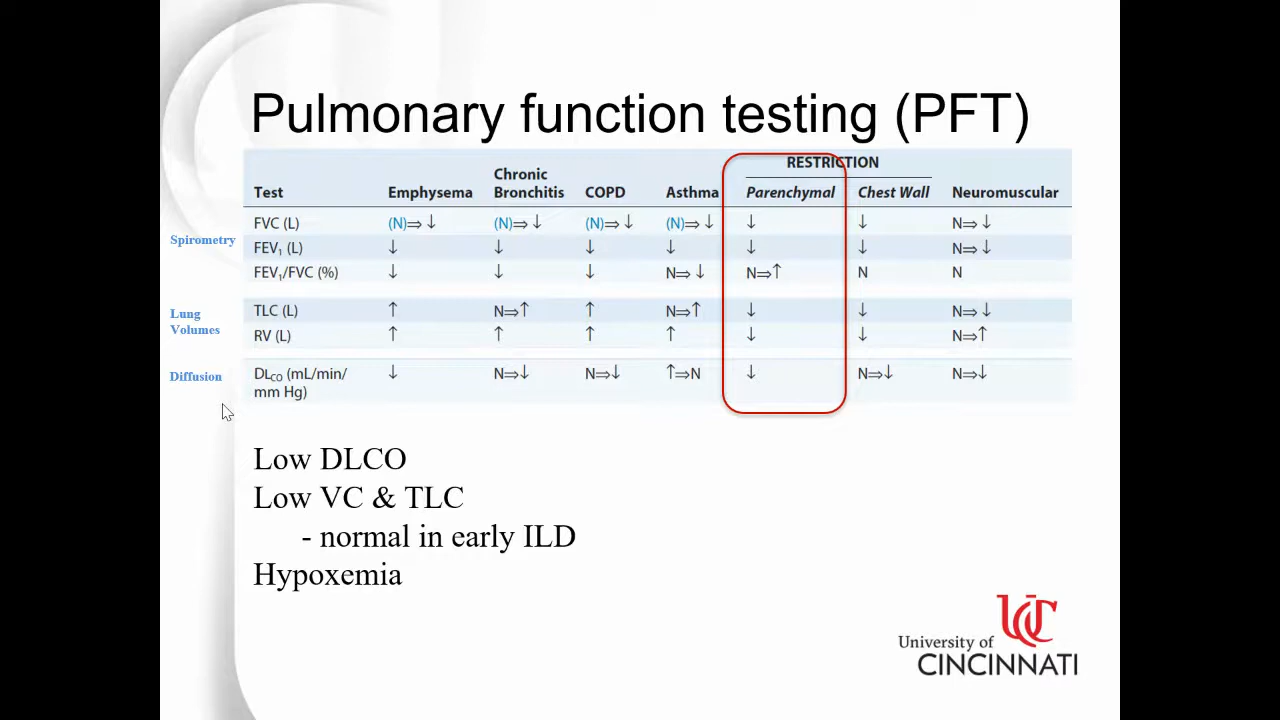 Pulmonary function testing (PFT)
RESTRICTION
Test Emphysema Chronic Bronchitis COPD Asthma Parenchymal Chest Wall Neuromuscular
Spirometry
FVC (L) (N)⇒↓ (N)⇒↓ (N)⇒↓ (N)⇒↓ ↓ ↓ N⇒↓
FEV₁ (L) ↓ ↓ ↓ ↓ ↓ ↓ N⇒↓
FEV₁/FVC (%) ↓ ↓ ↓ N⇒↓ N⇒↑ N N
Lung
Volumes
TLC (L) ↑ N⇒↑ ↑ N⇒↑ ↓ ↓ N⇒↓
RV (L) ↑ ↑ ↑ ↑ ↓ ↓ N⇒↑
Diffusion
DLCO (mL/min/ ↓ N⇒↓ N⇒↓ ↑⇒N ↓ N⇒↓ N⇒↓
mm Hg)
Low DLCO
Low VC & TLC
- normal in early ILD
Hypoxemia
UC
University of
CINCINNATI